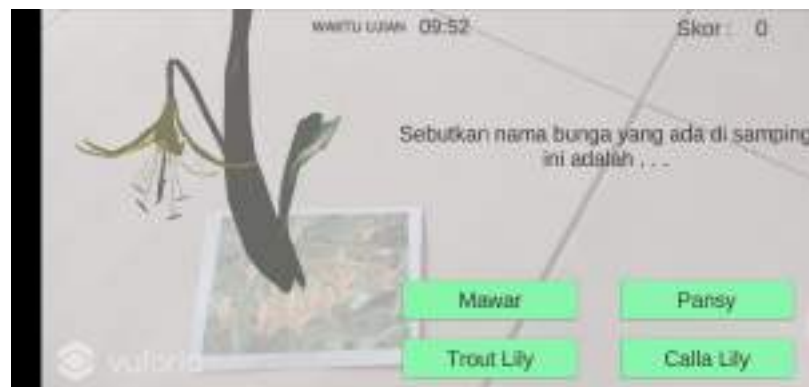 WAKTU UJIAN 09:52
Skor : 0
Sebutkan nama bunga yang ada di samping
ini adalah . . .
Mawar
Pansy
Trout Lily
Calla Lily
vuforia